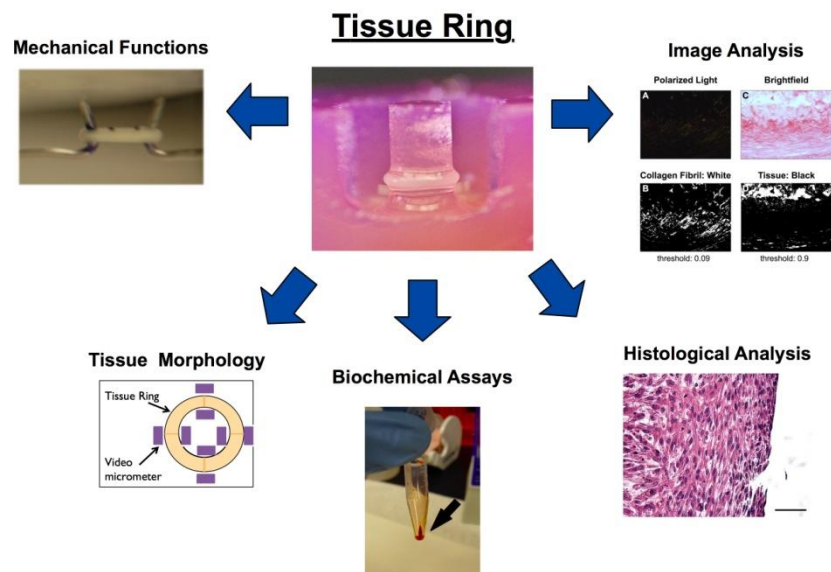 Tissue Ring
Mechanical Functions
Image Analysis
Polarized Light
Brightfield
A
C
Collagen Fibril: White
Tissue: Black
B
D
threshold: 0.09
threshold: 0.9
Tissue Morphology
Tissue Ring
Video
micrometer
Biochemical Assays
Histological Analysis